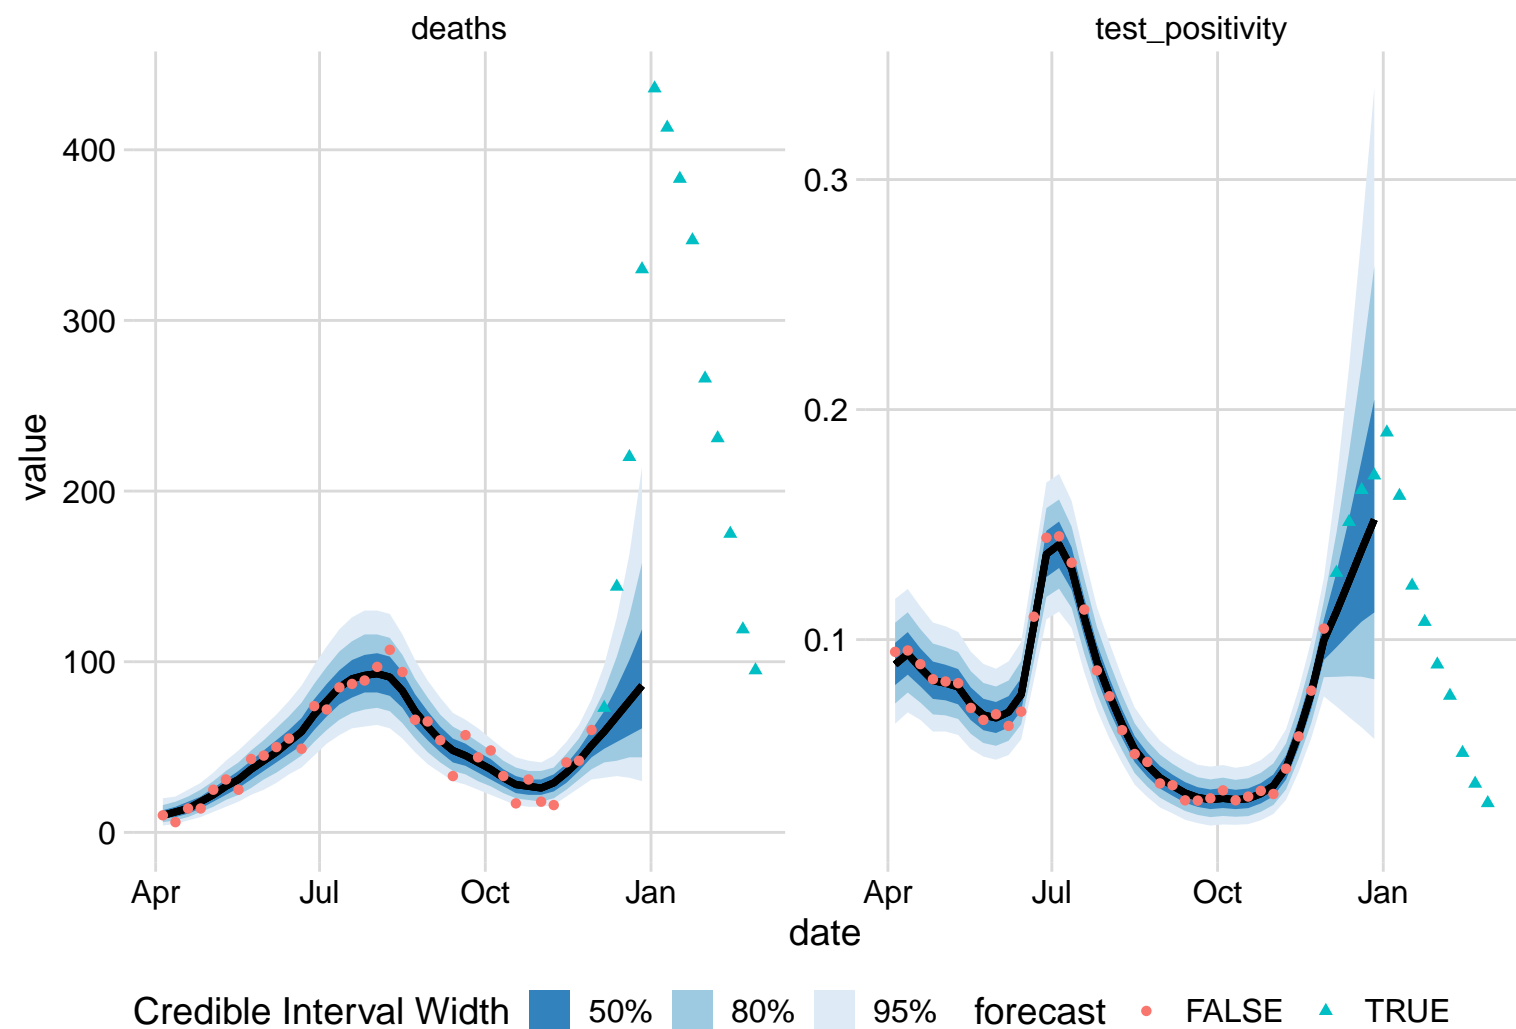 deaths
test_positivity
value
400
300
200
100
0
0.3
0.2
0.1
Apr Jul Oct Jan
Apr Jul Oct Jan
date
Credible Interval Width 50% 80% 95% forecast FALSE TRUE